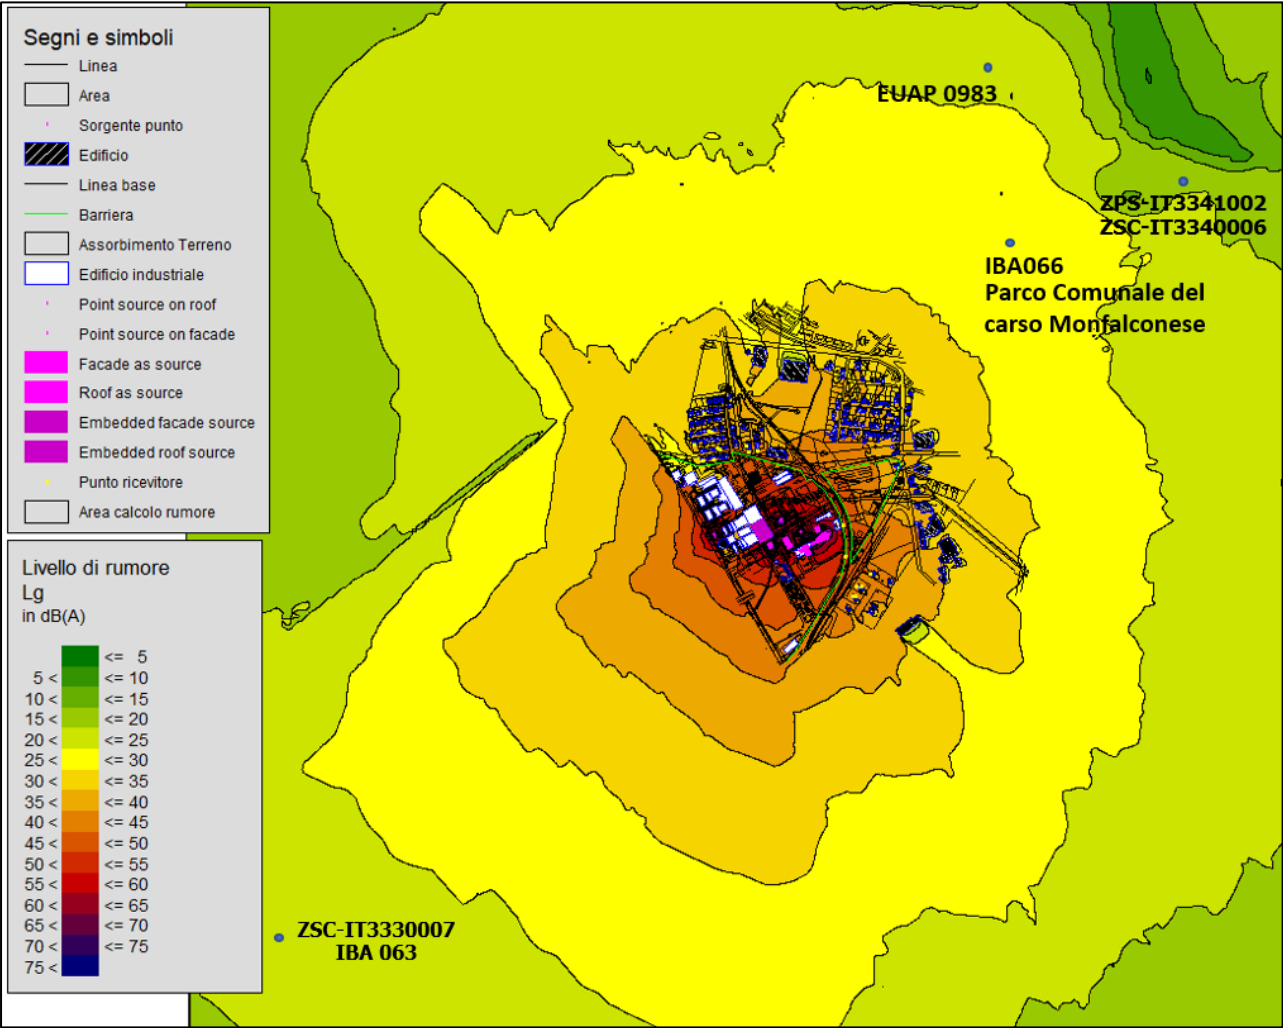 Segni e simboli
Linea
Area
Sorgente punto
Edificio
Linea base
Barriera
Assorbimento Terreno
Edificio industriale
Point source on roof
Point source on facade
Facade as source
Roof as source
Embedded facade source
Embedded roof source
Punto ricevitore
Area calcolo rumore
Livello di rumore
Lg
in dB(A)
<= 5
5 < <= 10
10 < <= 15
15 < <= 20
20 < <= 25
25 < <= 30
30 < <= 35
35 < <= 40
40 < <= 45
45 < <= 50
50 < <= 55
55 < <= 60
60 < <= 65
65 < <= 70
70 < <= 75
75 <
EUAP 0983
ZPS-IT3341002
ZSC-IT3340006
IBA066
Parco Comunale del
carso Monfalconese
ZSC-IT3330007
IBA 063